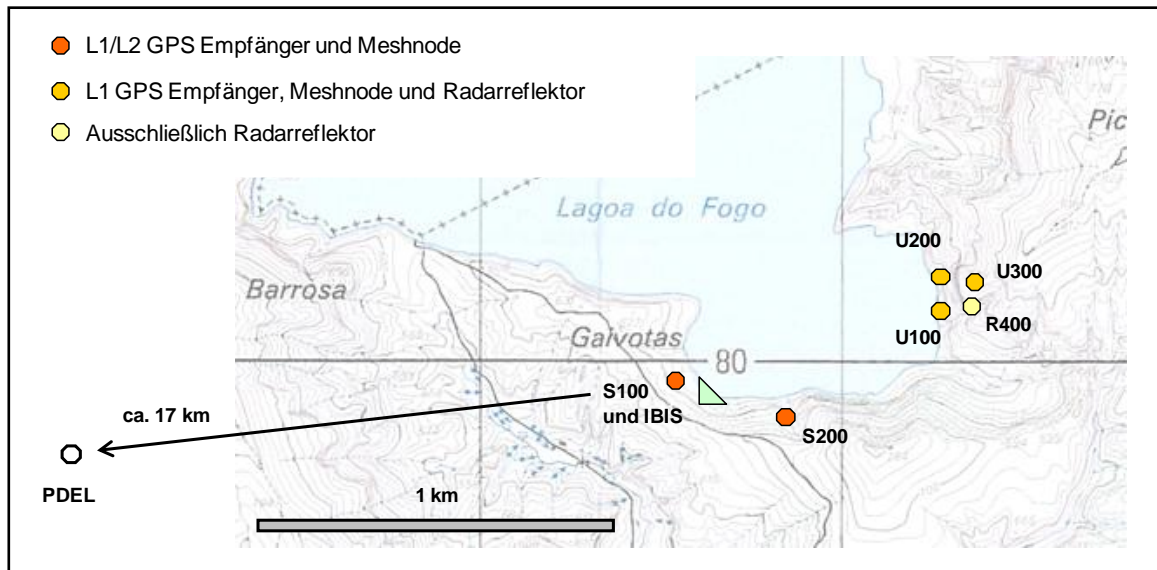 L1/L2 GPS Empfänger und Meshnode
L1 GPS Empfänger, Meshnode und Radarreflektor
Ausschließlich Radarreflektor
Pic
Lagoa do Fogo
U200
U300
Barrosa
R400
U100
Gaivotas
80
S100
und IBIS
ca. 17 km
S200
PDEL
1 km